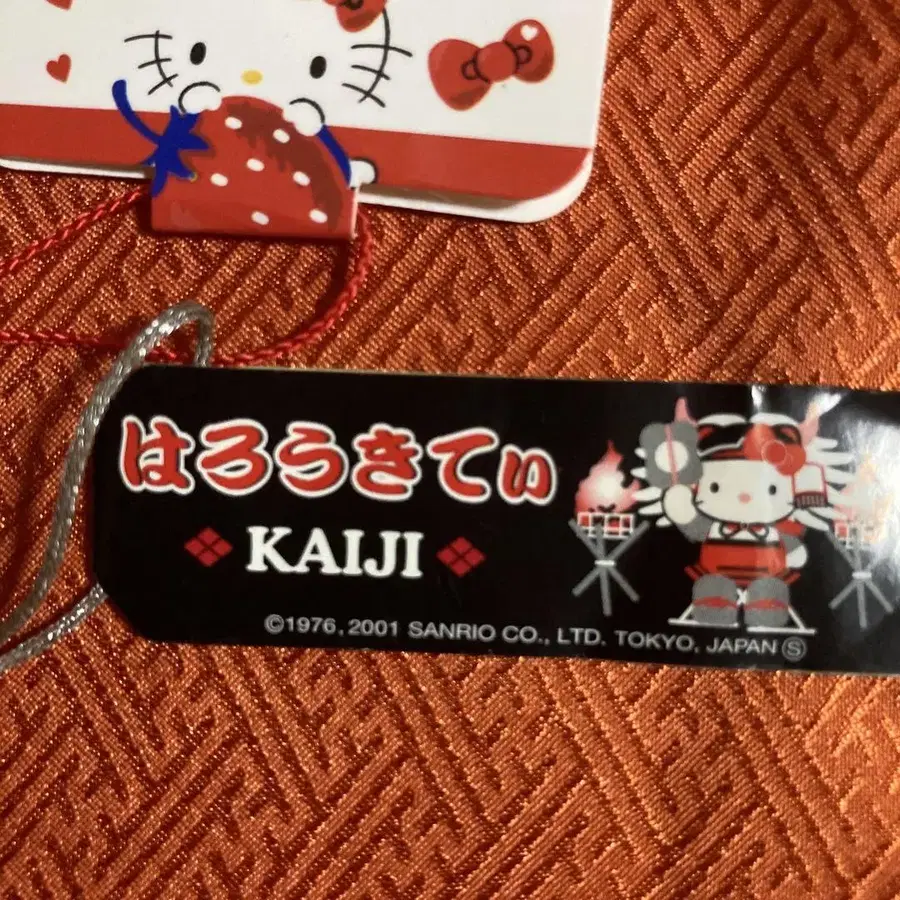 はろうきてぃ
KAIJI
©1976, 2001 SANRIO CO., LTD. TOKYO, JAPAN Ⓢ